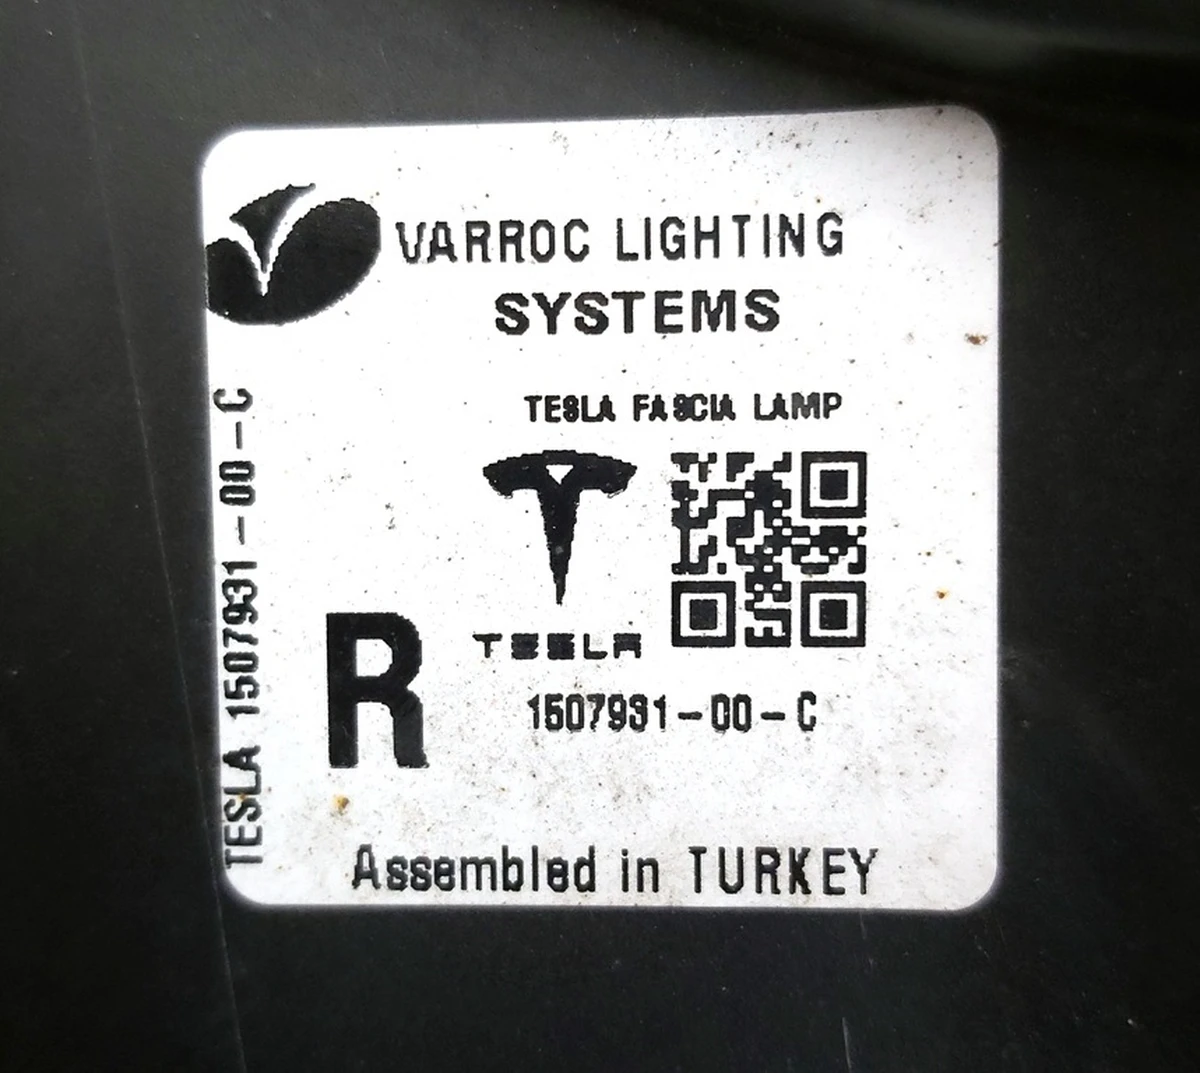 VARROC LIGHTING
SYSTEMS
TESLA FASCIA LAMP
TESLA
R
1507931-00-C
Assembled in TURKEY
TESLA 1507931-00-C